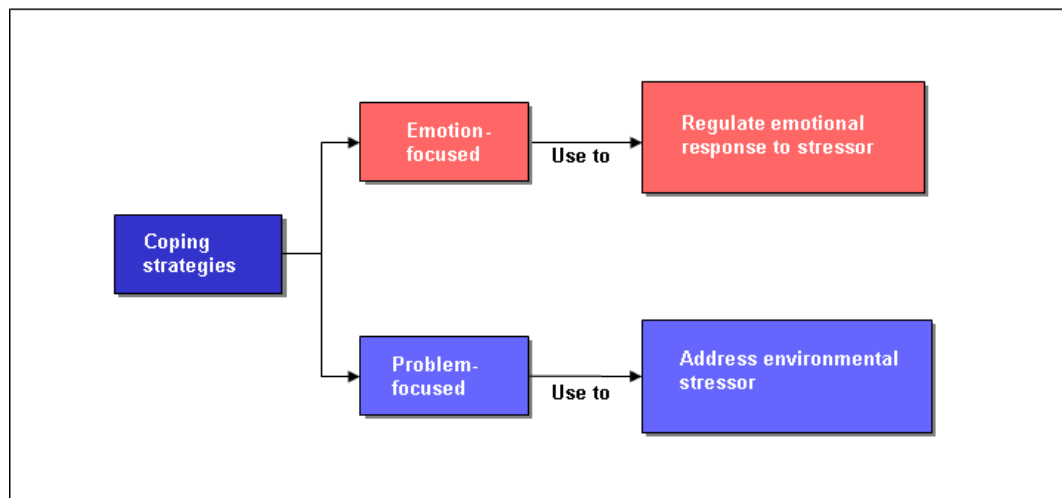 Emotion-
focused
Use to
Regulate emotional
response to stressor
Coping
strategies
Problem-
focused
Use to
Address environmental
stressor